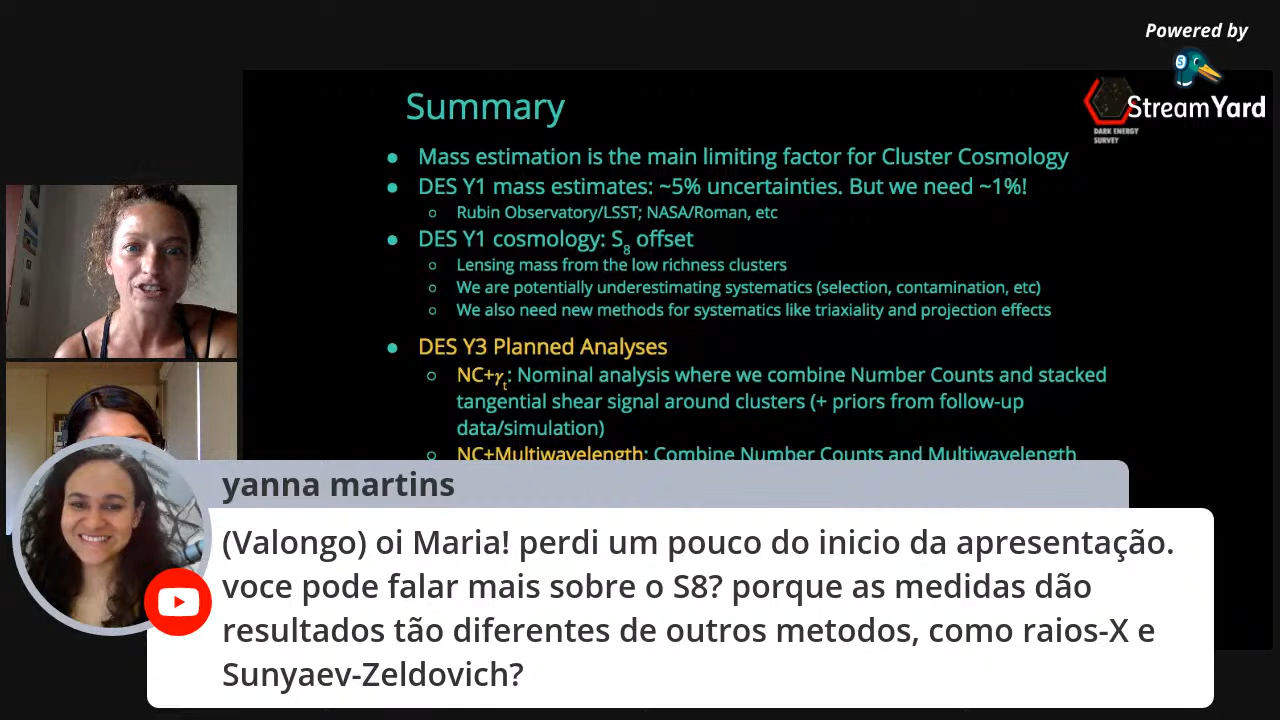 Powered by
StreamYard
DARK ENERGY
SURVEY
Summary
● Mass estimation is the main limiting factor for Cluster Cosmology
● DES Y1 mass estimates: ~5% uncertainties. But we need ~1%!
○ Rubin Observatory/LSST; NASA/Roman, etc
● DES Y1 cosmology: S₈ offset
○ Lensing mass from the low richness clusters
○ We are potentially underestimating systematics (selection, contamination, etc)
○ We also need new methods for systematics like triaxiality and projection effects
● DES Y3 Planned Analyses
○ NC+γₜ: Nominal analysis where we combine Number Counts and stacked
tangential shear signal around clusters (+ priors from follow-up
data/simulation)
○ NC+Multiwavelength: Combine Number Counts and Multiwavelength
yanna martins
(Valongo) oi Maria! perdi um pouco do inicio da apresentação.
voce pode falar mais sobre o S8? porque as medidas dão
resultados tão diferentes de outros metodos, como raios-X e
Sunyaev-Zeldovich?